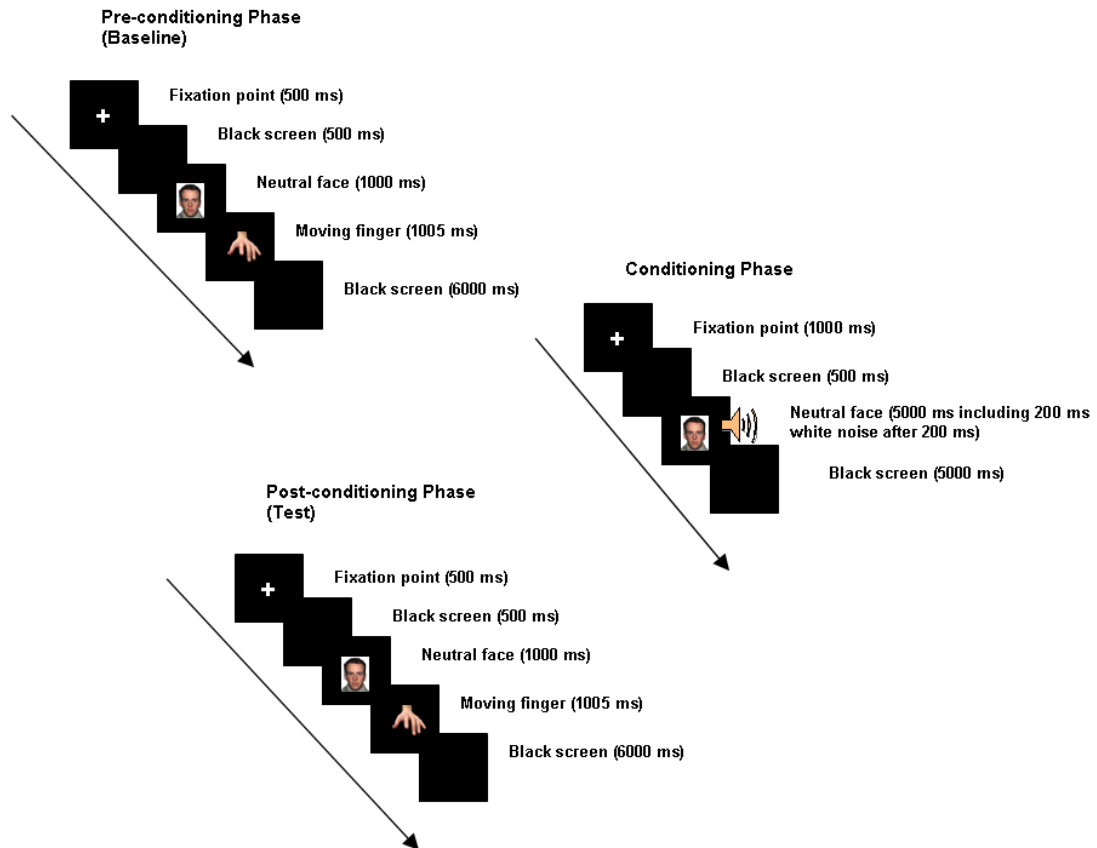 Pre-conditioning Phase
(Baseline)
Fixation point (500 ms)
Black screen (500 ms)
Neutral face (1000 ms)
Moving finger (1005 ms)
Black screen (6000 ms)
Conditioning Phase
Fixation point (1000 ms)
Black screen (500 ms)
Neutral face (5000 ms including 200 ms
white noise after 200 ms)
Black screen (5000 ms)
Post-conditioning Phase
(Test)
Fixation point (500 ms)
Black screen (500 ms)
Neutral face (1000 ms)
Moving finger (1005 ms)
Black screen (6000 ms)